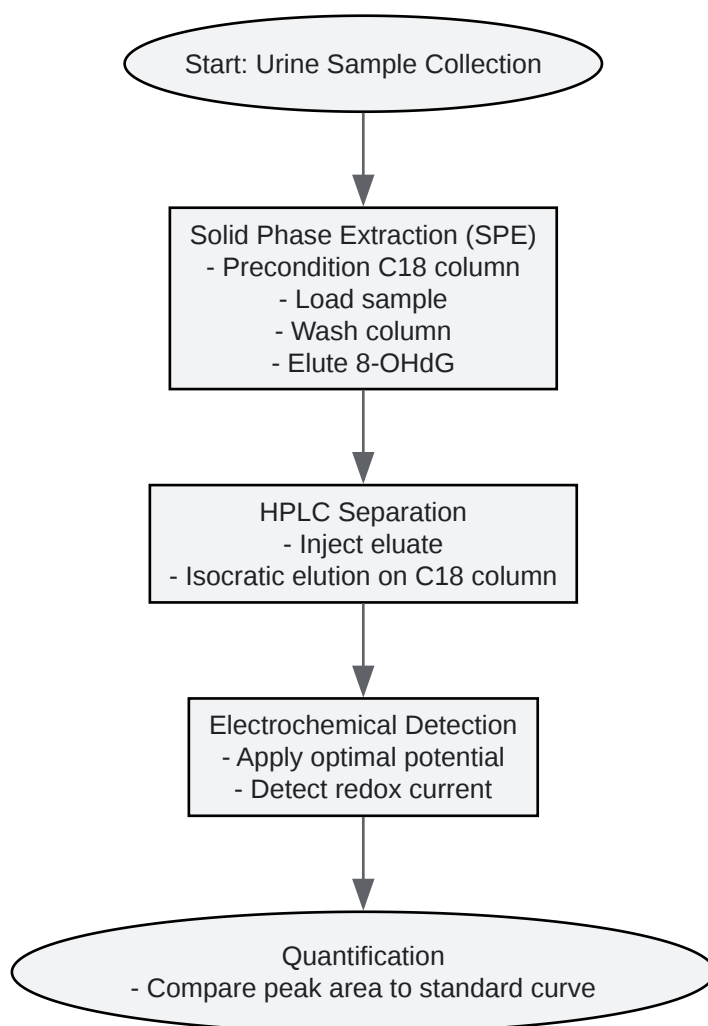 Start: Urine Sample Collection
Solid Phase Extraction (SPE)
- Precondition C18 column
- Load sample
- Wash column
- Elute 8-OHdG
HPLC Separation
- Inject eluate
- Isocratic elution on C18 column
Electrochemical Detection
- Apply optimal potential
- Detect redox current
Quantification
- Compare peak area to standard curve